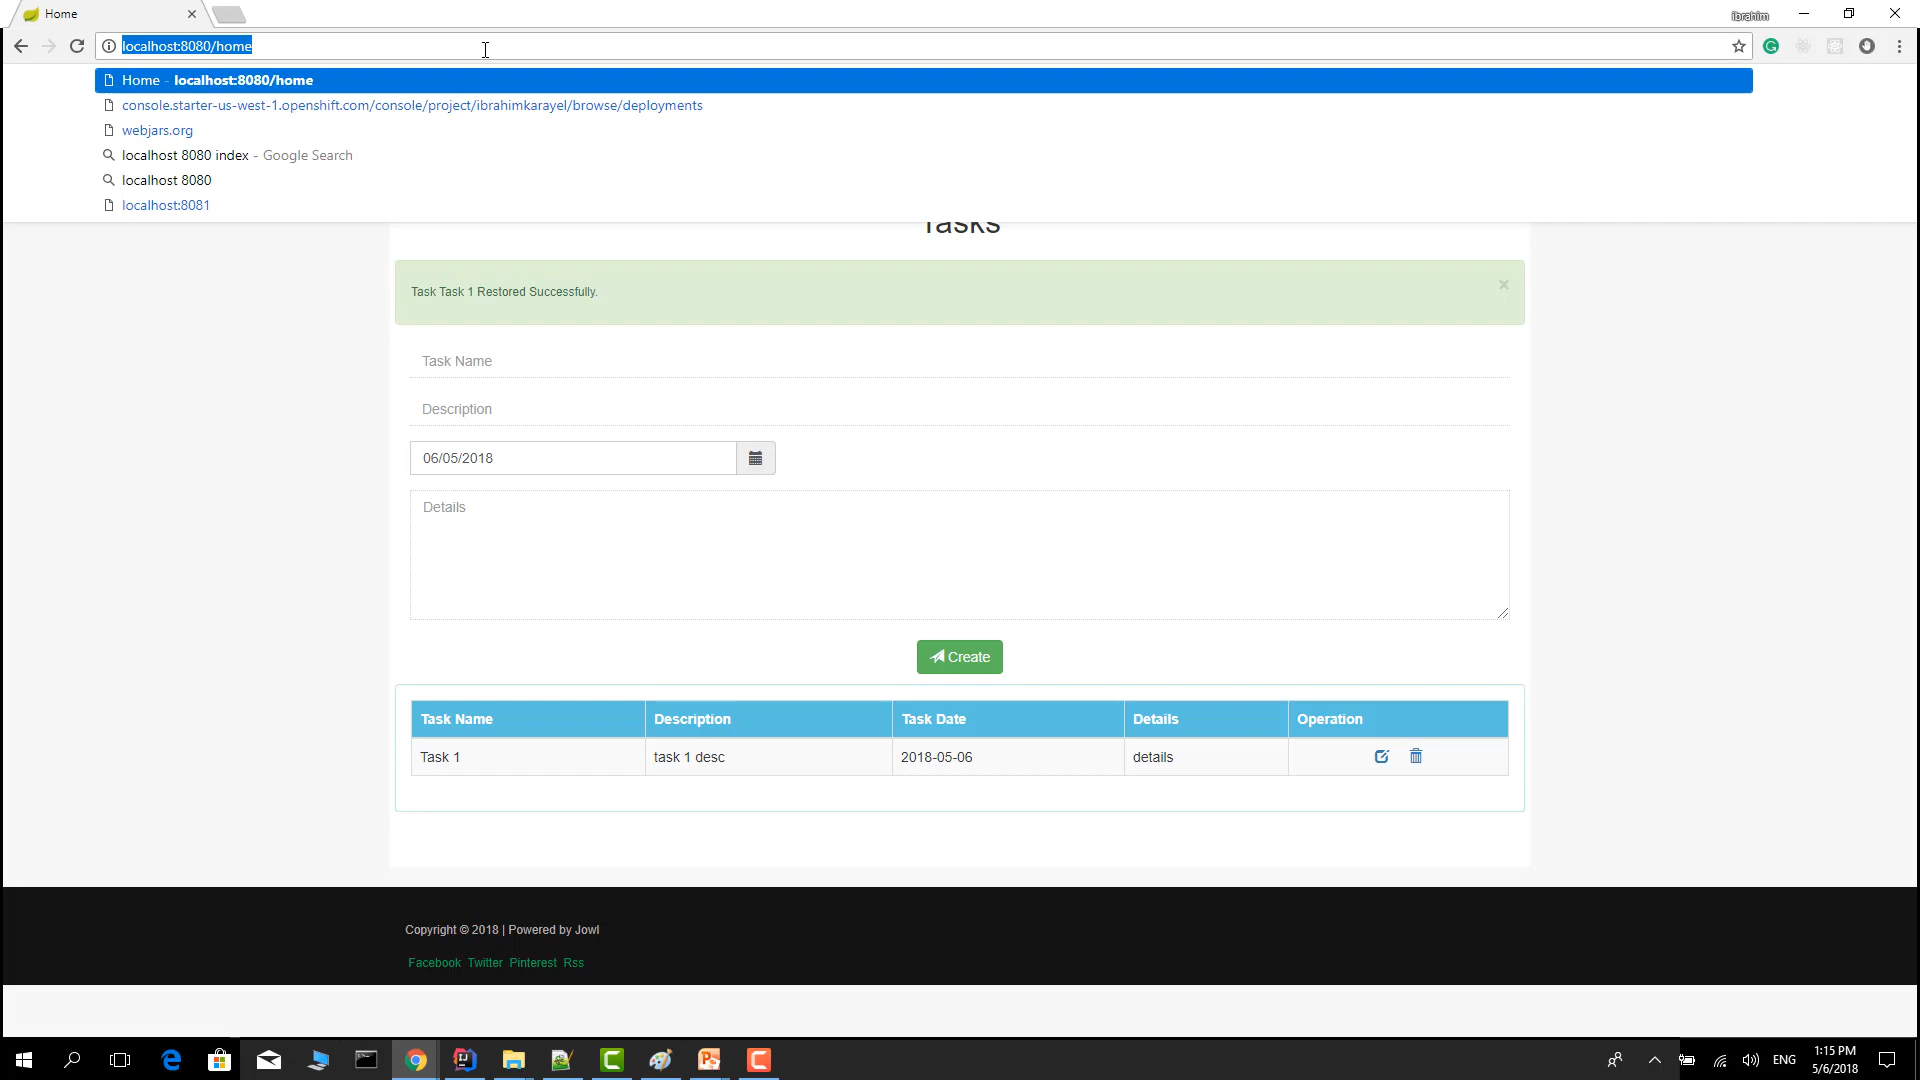 Home
ibrahim
localhost:8080/home
Home - localhost:8080/home
console.starter-us-west-1.openshift.com/console/project/ibrahimkarayel/browse/deployments
webjars.org
localhost 8080 index - Google Search
localhost 8080
localhost:8081
Tasks
Task Task 1 Restored Successfully.
×
Task Name
Description
06/05/2018
Details
Create
Task Name Description Task Date Details Operation
Task 1 task 1 desc 2018-05-06 details
Copyright © 2018 | Powered by Jowl
Facebook Twitter Pinterest Rss
ENG
1:15 PM
5/6/2018